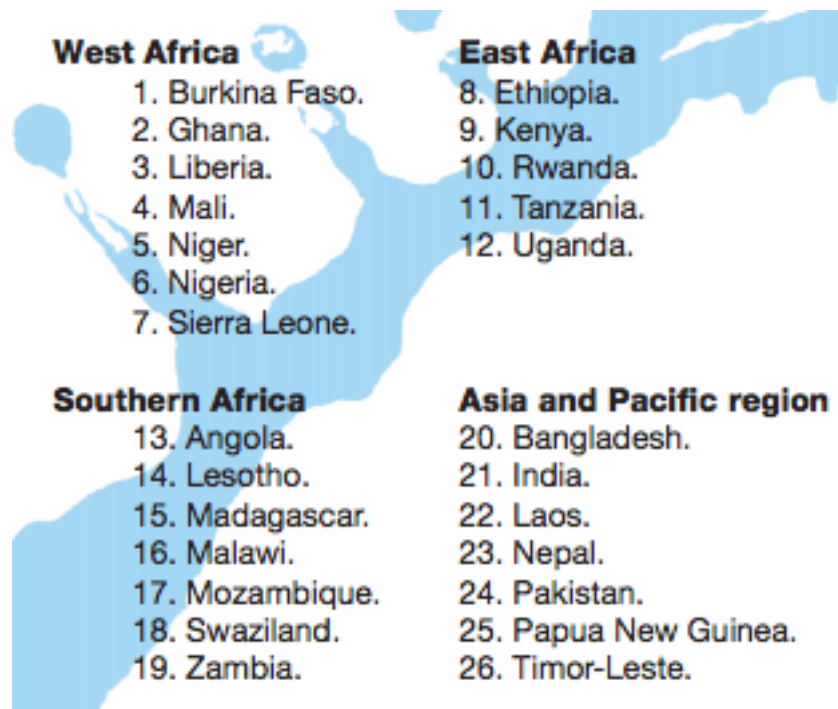 West Africa
1. Burkina Faso.
2. Ghana.
3. Liberia.
4. Mali.
5. Niger.
6. Nigeria.
7. Sierra Leone.
East Africa
8. Ethiopia.
9. Kenya.
10. Rwanda.
11. Tanzania.
12. Uganda.
Southern Africa
13. Angola.
14. Lesotho.
15. Madagascar.
16. Malawi.
17. Mozambique.
18. Swaziland.
19. Zambia.
Asia and Pacific region
20. Bangladesh.
21. India.
22. Laos.
23. Nepal.
24. Pakistan.
25. Papua New Guinea.
26. Timor-Leste.